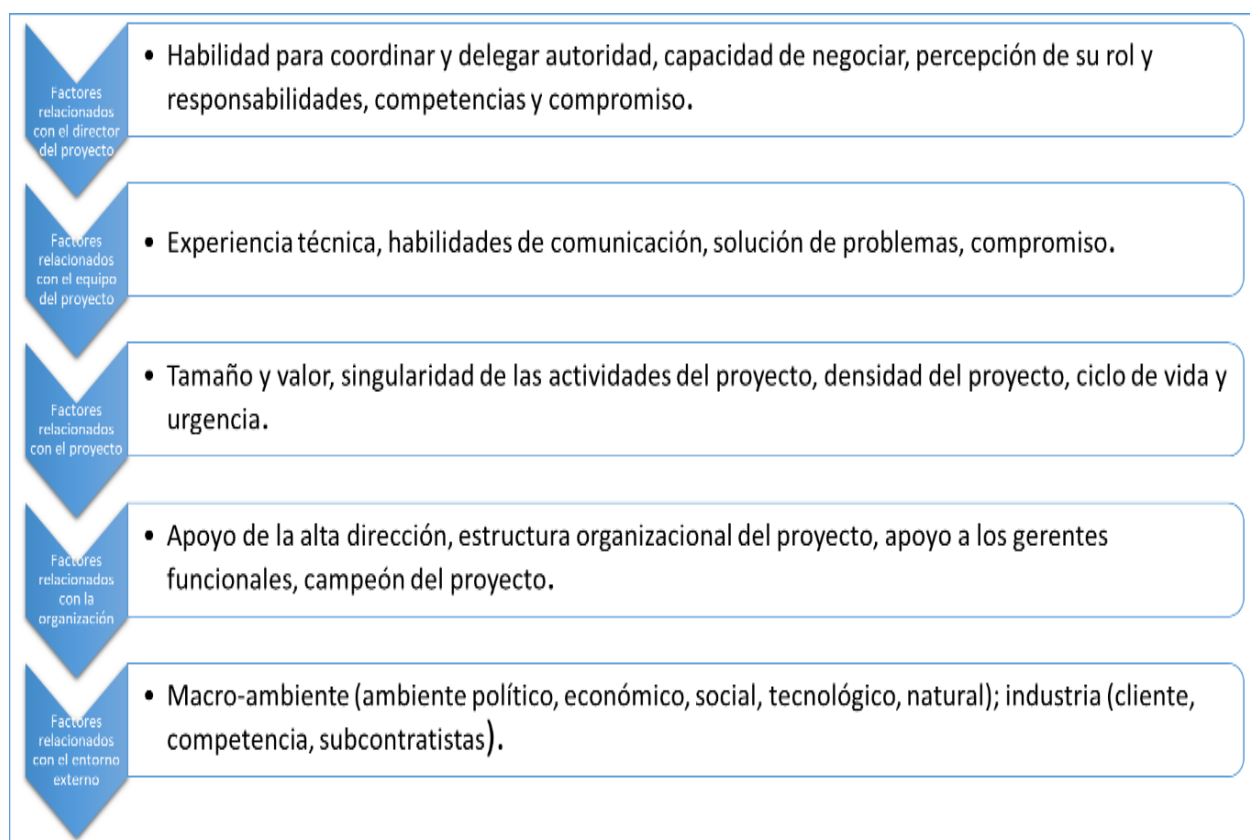 Factores
relacionados
con el director
del proyecto
• Habilidad para coordinar y delegar autoridad, capacidad de negociar, percepción de su rol y
responsabilidades, competencias y compromiso.
Factores
relacionados
con el equipo
del proyecto
• Experiencia técnica, habilidades de comunicación, solución de problemas, compromiso.
Factores
relacionados
con el proyecto
• Tamaño y valor, singularidad de las actividades del proyecto, densidad del proyecto, ciclo de vida y
urgencia.
Factores
relacionados
con la
organización
• Apoyo de la alta dirección, estructura organizacional del proyecto, apoyo a los gerentes
funcionales, campeón del proyecto.
Factores
relacionados
con el entorno
externo
• Macro-ambiente (ambiente político, económico, social, tecnológico, natural); industria (cliente,
competencia, subcontratistas).